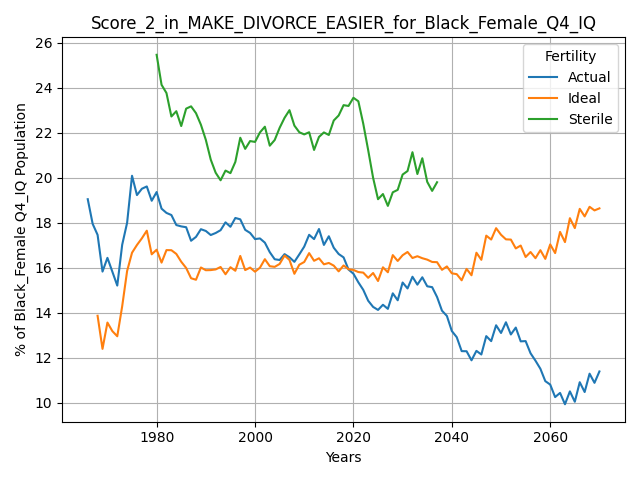 Score_2_in_MAKE_DIVORCE_EASIER_for_Black_Female_Q4_IQ
% of Black_Female Q4_IQ Population
26
24
22
20
18
16
14
12
10
Fertility
Actual
Ideal
Sterile
1980
2000
2020
2040
2060
Years